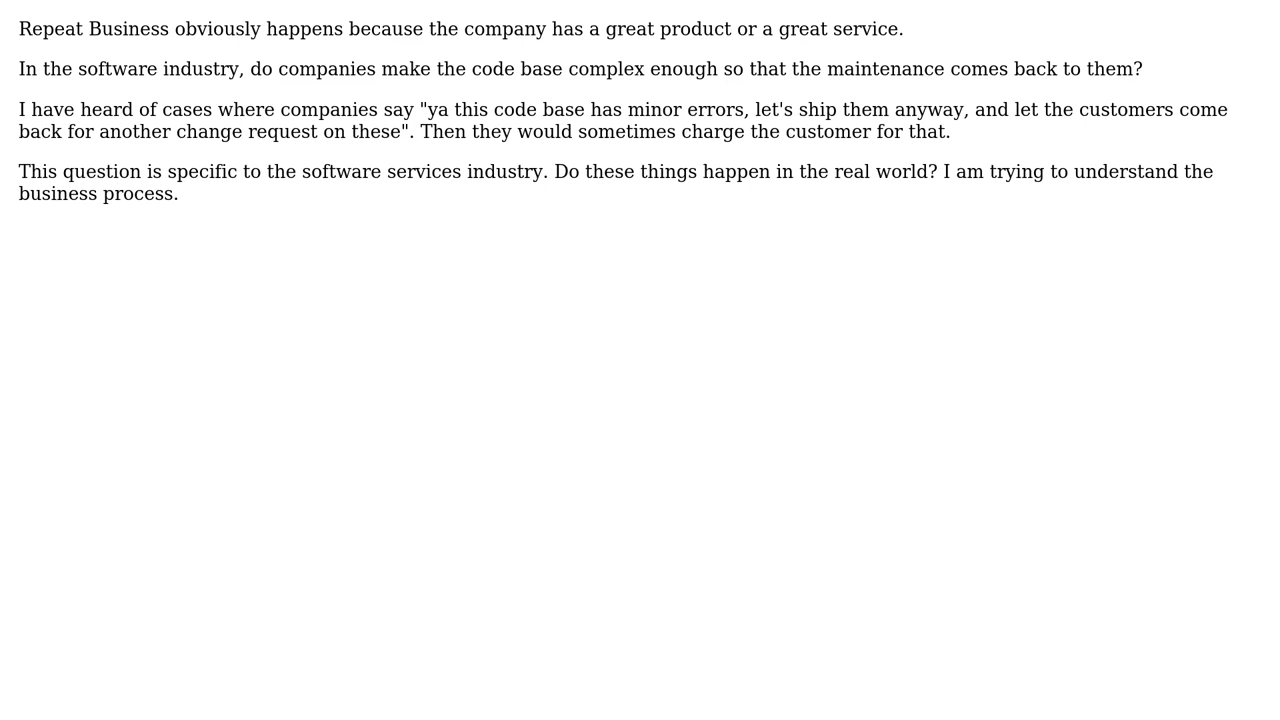 Repeat Business obviously happens because the company has a great product or a great service.
In the software industry, do companies make the code base complex enough so that the maintenance comes back to them?
I have heard of cases where companies say "ya this code base has minor errors, let's ship them anyway, and let the customers come
back for another change request on these". Then they would sometimes charge the customer for that.
This question is specific to the software services industry. Do these things happen in the real world? I am trying to understand the
business process.